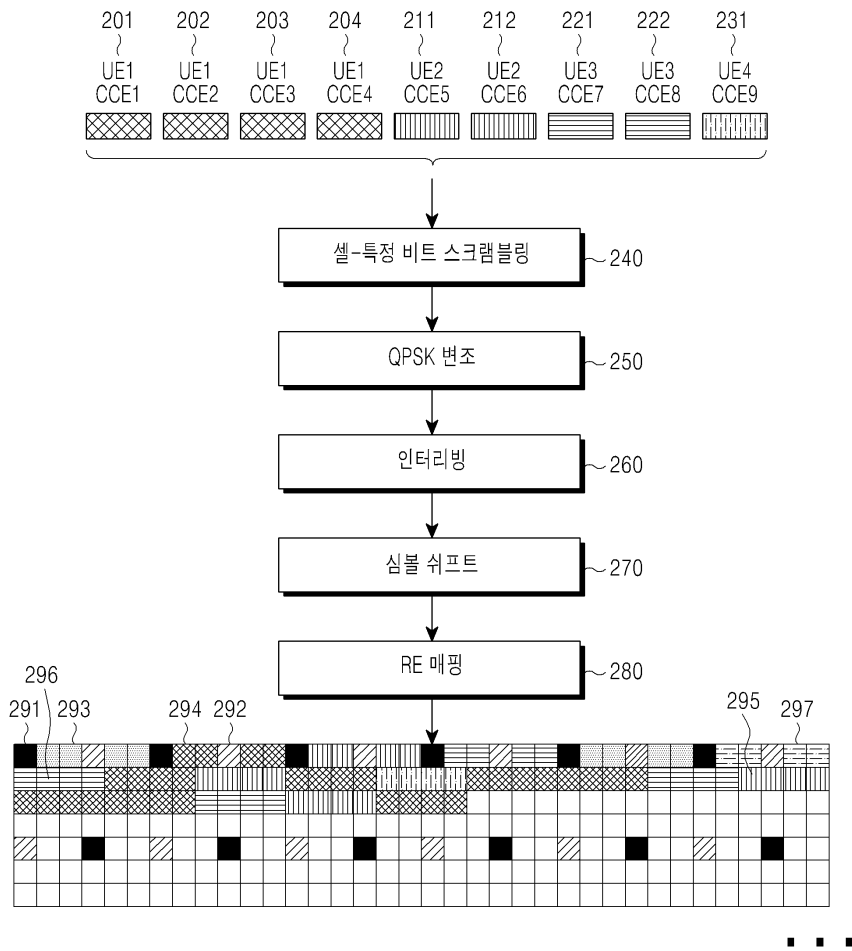 201 202 203 204 211 212 221 222 231
UE1 UE1 UE1 UE1 UE2 UE2 UE3 UE3 UE4
CCE1 CCE2 CCE3 CCE4 CCE5 CCE6 CCE7 CCE8 CCE9
셀-특정 비트 스크램블링 240
QPSK 변조 250
인터리빙 260
심볼 쉬프트 270
RE 매핑 280
296
291 293 294 292 295 297